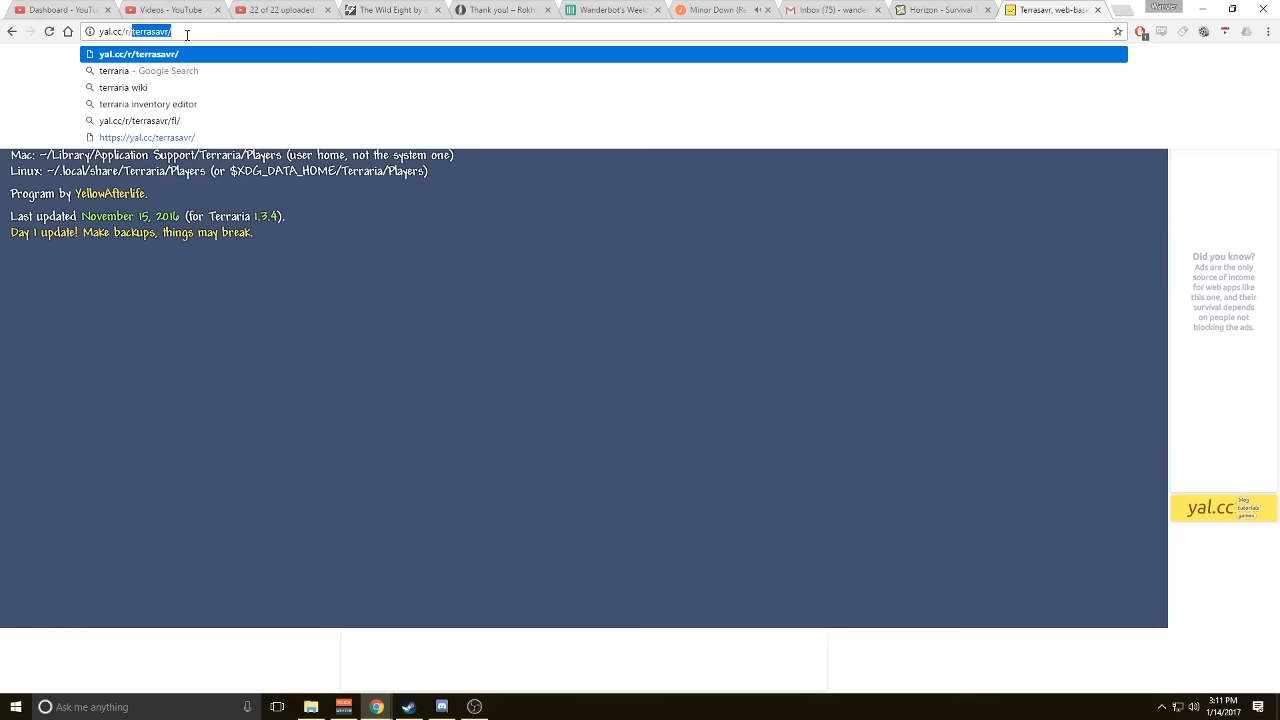 Dashboard - YouTu
Videos - YouTube
22 of 22 uploaded
The Wild Eight by 8
Thank you! – Rokh
Wanderbot's Week
Minor Down (Re
Inbox (75) - wande
Horizon - Survival
Terrasavr, web-base
Wander
yal.cc/r/terrasavr/
yal.cc/r/terrasavr/
terraria - Google Search
terraria wiki
terraria inventory editor
yal.cc/r/terrasavr/fl/
https://yal.cc/terrasavr/
Mac: ~/Library/Application Support/Terraria/Players (user home, not the system one)
Linux: ~/.local/share/Terraria/Players (or $XDG_DATA_HOME/Terraria/Players)
Program by YellowAfterlife.
Last updated November 15, 2016 (for Terraria 1.3.4).
Day 1 update! Make backups, things may break.
Did you know?
Ads are the only
source of income
for web apps like
this one, and their
survival depends
on people not
blocking the ads.
yal.cc
blog
tutorials
games
Ask me anything
3:11 PM
1/14/2017